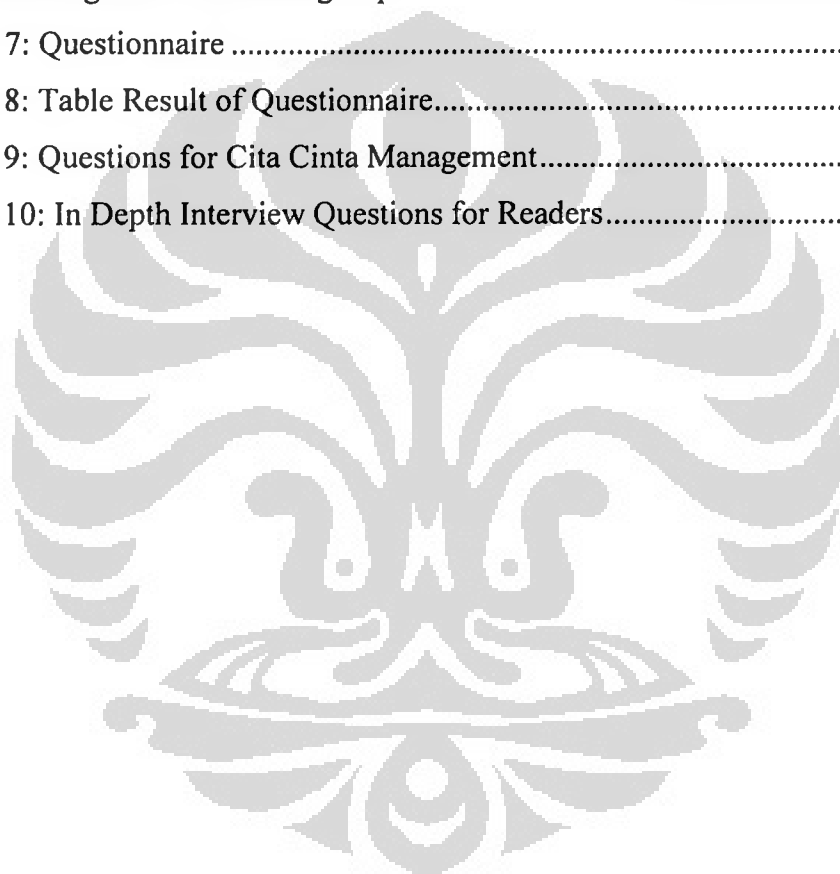 7: Questionnaire ..........................................................................
8: Table Result of Questionnaire.......................................................
9: Questions for Cita Cinta Management.............................................
10: In Depth Interview Questions for Readers.....................................